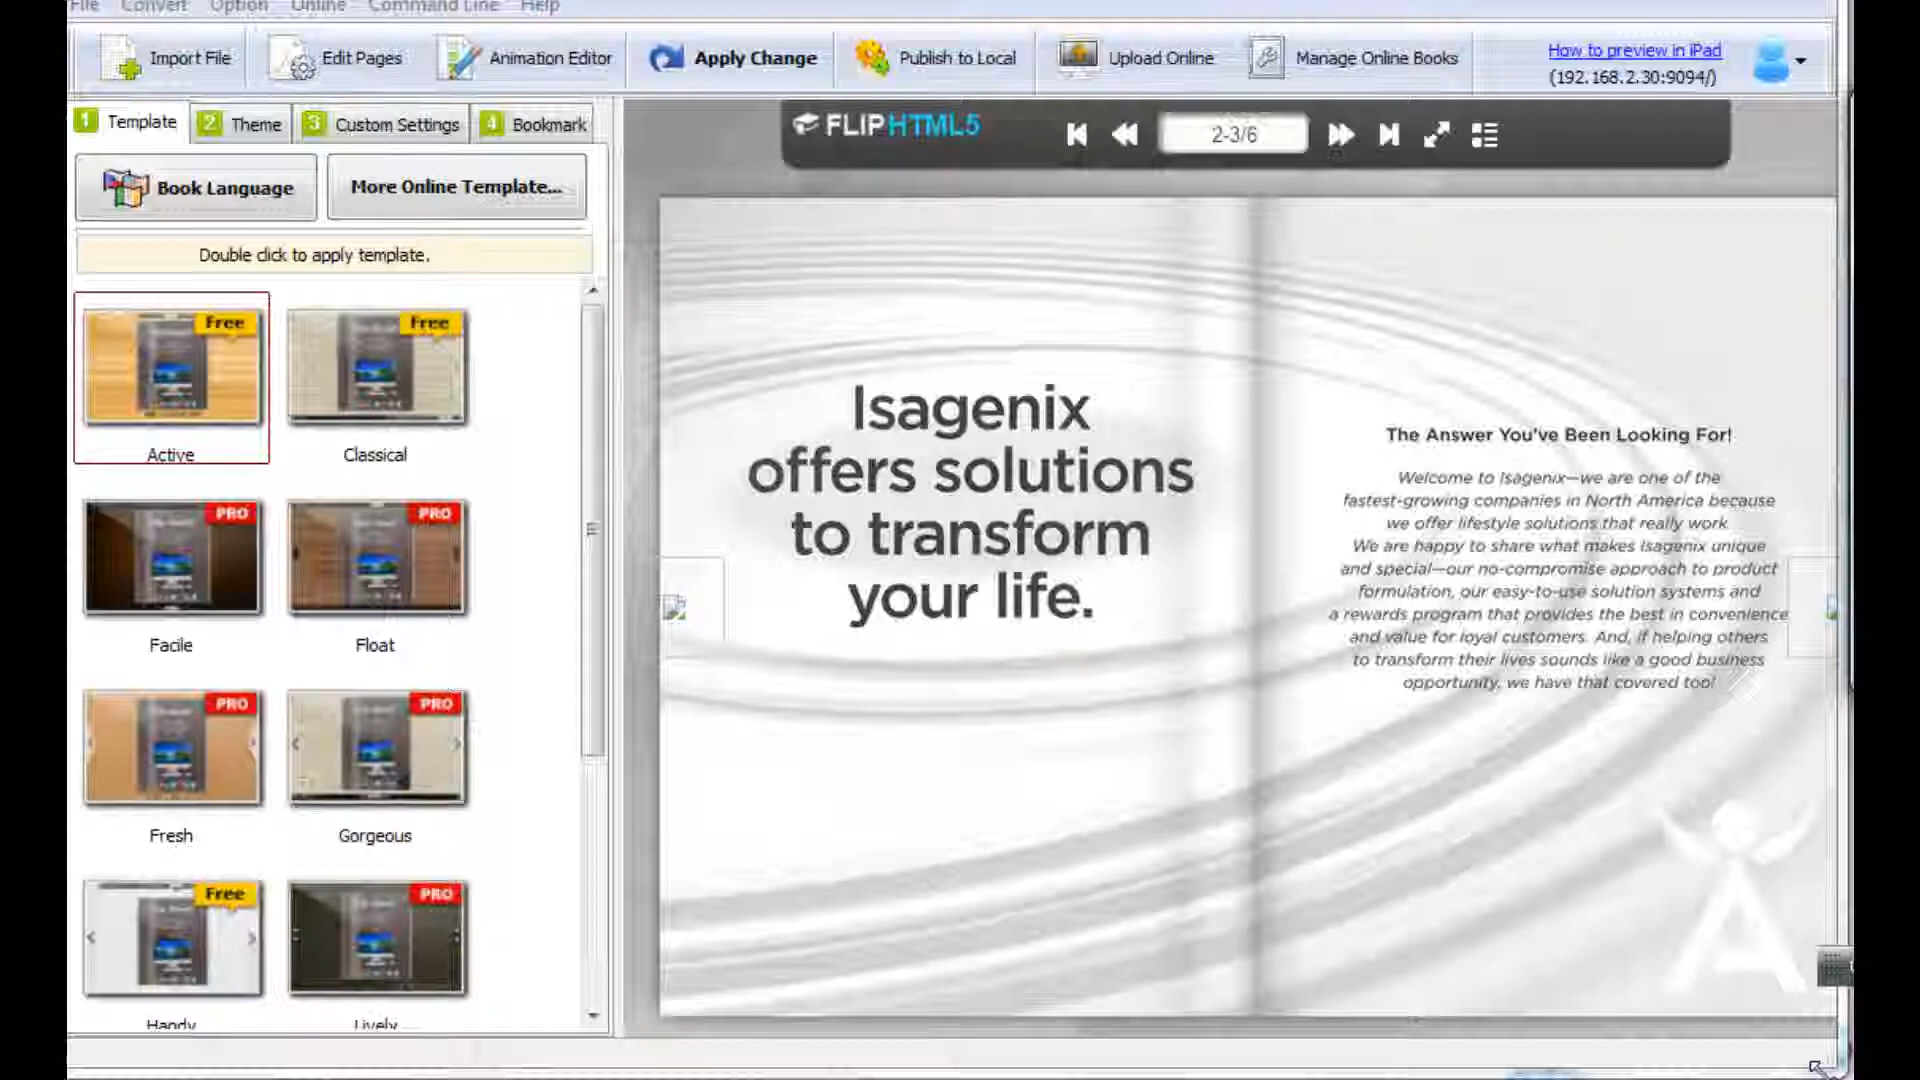 File Convert Option Online Command Line Help
Import File Edit Pages Animation Editor Apply Change Publish to Local Upload Online Manage Online Books
How to preview in iPad
(192.168.2.30:9094/)
1 Template 2 Theme 3 Custom Settings 4 Bookmark
FLIPHTML5
2-3/6
Book Language
More Online Template...
Double click to apply template.
Free
Free
Active
Classical
PRO
PRO
Facile
Float
PRO
PRO
Fresh
Gorgeous
Free
PRO
Handy
Lively
Isagenix
offers solutions
to transform
your life.
The Answer You've Been Looking For!
Welcome to Isagenix—we are one of the
fastest-growing companies in North America because
we offer lifestyle solutions that really work.
We are happy to share what makes Isagenix unique
and special—our no-compromise approach to product
formulation, our easy-to-use solution systems and
a rewards program that provides the best in convenience
and value for loyal customers. And, if helping others
to transform their lives sounds like a good business
opportunity, we have that covered too!